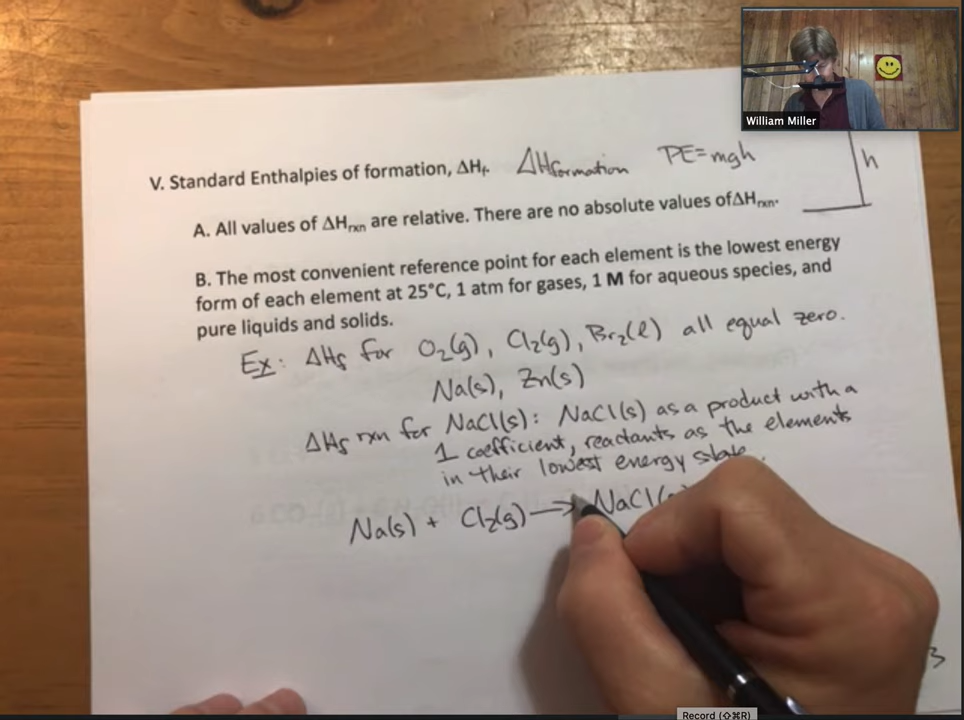 William Miller
V. Standard Enthalpies of formation, ΔHf. ΔHformation PE=mgh
h
A. All values of ΔHrxn are relative. There are no absolute values ofΔHrxn.
B. The most convenient reference point for each element is the lowest energy
form of each element at 25°C, 1 atm for gases, 1 M for aqueous species, and
pure liquids and solids.
Ex: ΔHf for O2(g), Cl2(g), Br2(l) all equal zero.
Na(s), Zn(s)
ΔHf rxn for NaCl(s): NaCl(s) as a product with a
1 coefficient, reactants as the elements
in their lowest energy state.
Na(s) + Cl2(g) → NaCl(
3
Record (⇧⌘R)